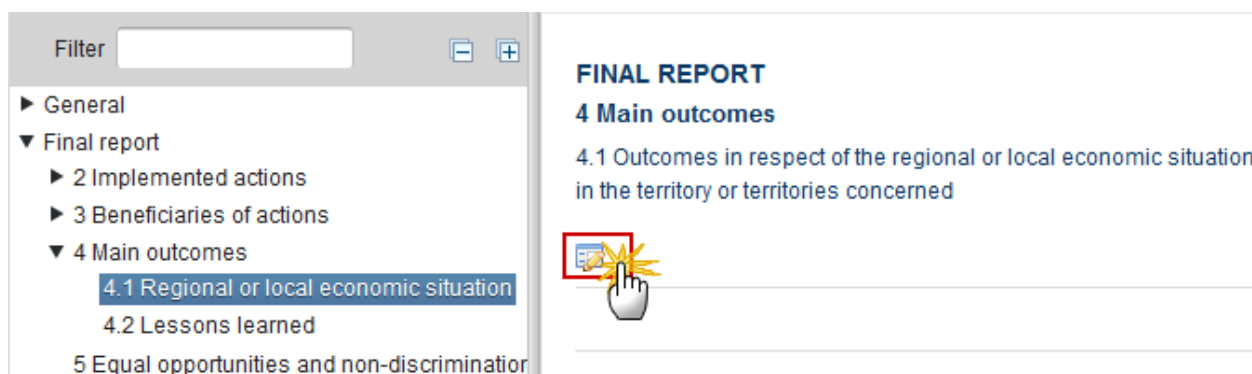 Filter
General
Final report
2 Implemented actions
3 Beneficiaries of actions
4 Main outcomes
4.1 Regional or local economic situation
4.2 Lessons learned
5 Equal opportunities and non-discrimination
FINAL REPORT
4 Main outcomes
4.1 Outcomes in respect of the regional or local economic situation
in the territory or territories concerned